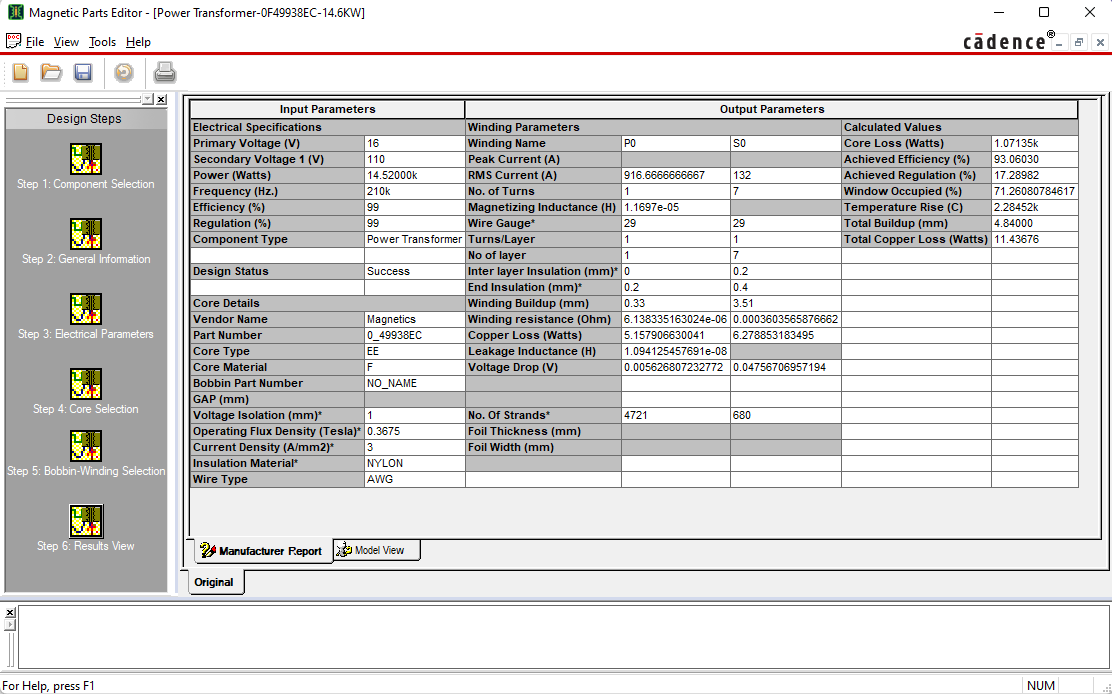 Magnetic Parts Editor - [Power Transformer-0F49938EC-14.6KW]
File View Tools Help
cādence®
Design Steps
Step 1: Component Selection
Step 2: General Information
Step 3: Electrical Parameters
Step 4: Core Selection
Step 5: Bobbin-Winding Selection
Step 6: Results View
Input Parameters Output Parameters
Electrical Specifications Winding Parameters Calculated Values
Primary Voltage (V) 16 Winding Name P0 S0 Core Loss (Watts) 1.07135k
Secondary Voltage 1 (V) 110 Peak Current (A) Achieved Efficiency (%) 93.06030
Power (Watts) 14.52000k RMS Current (A) 916.6666666667 132 Achieved Regulation (%) 17.28982
Frequency (Hz.) 210k No. of Turns 1 7 Window Occupied (%) 71.26080784617
Efficiency (%) 99 Magnetizing Inductance (H) 1.1697e-05 Temperature Rise (C) 2.28452k
Regulation (%) 99 Wire Gauge* 29 29 Total Buildup (mm) 4.84000
Component Type Power Transformer Turns/Layer 1 1 Total Copper Loss (Watts) 11.43676
No of layer 1 7
Design Status Success Inter layer Insulation (mm)* 0 0.2
End Insulation (mm)* 0.2 0.4
Core Details Winding Buildup (mm) 0.33 3.51
Vendor Name Magnetics Winding resistance (Ohm) 6.138335163024e-06 0.0003603565876662
Part Number 0_49938EC Copper Loss (Watts) 5.157906630041 6.278853183495
Core Type EE Leakage Inductance (H) 1.094125457691e-08
Core Material F Voltage Drop (V) 0.005626807232772 0.04756706957194
Bobbin Part Number NO_NAME
GAP (mm)
Voltage Isolation (mm)* 1 No. Of Strands* 4721 680
Operating Flux Density (Tesla)* 0.3675 Foil Thickness (mm)
Current Density (A/mm2)* 3 Foil Width (mm)
Insulation Material* NYLON
Wire Type AWG
Manufacturer Report Model View
Original
For Help, press F1 NUM